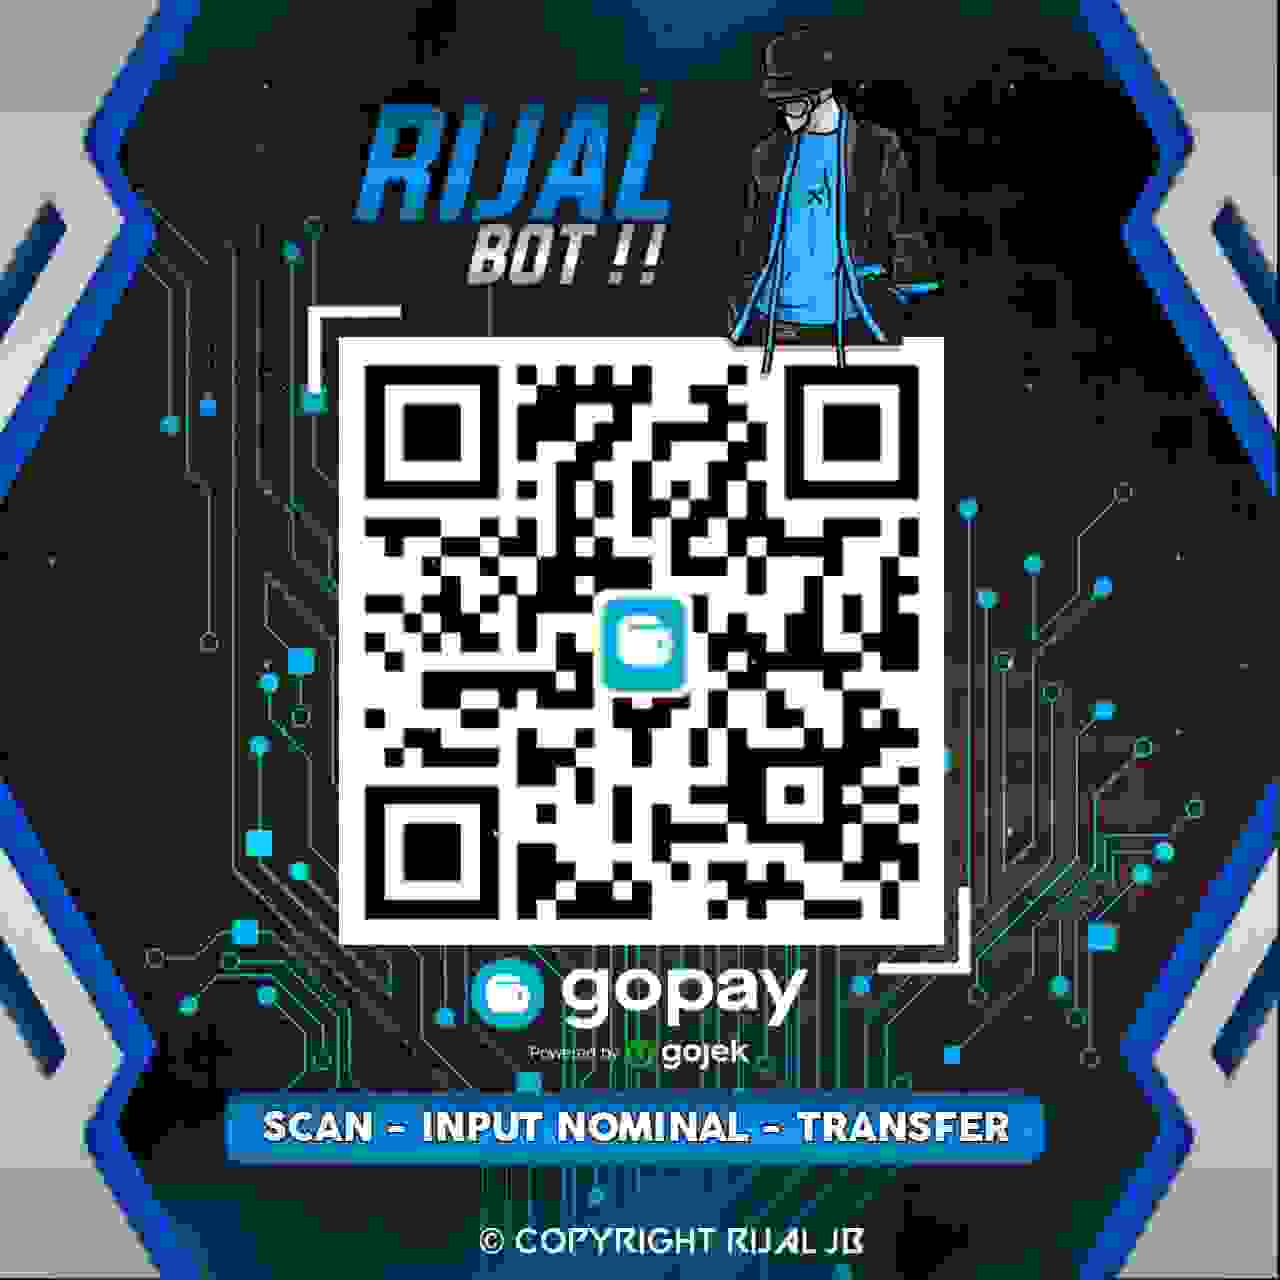 RIJAL
BOT !!
gopay
Powered by gojek
SCAN - INPUT NOMINAL - TRANSFER
© COPYRIGHT RIJAL JB